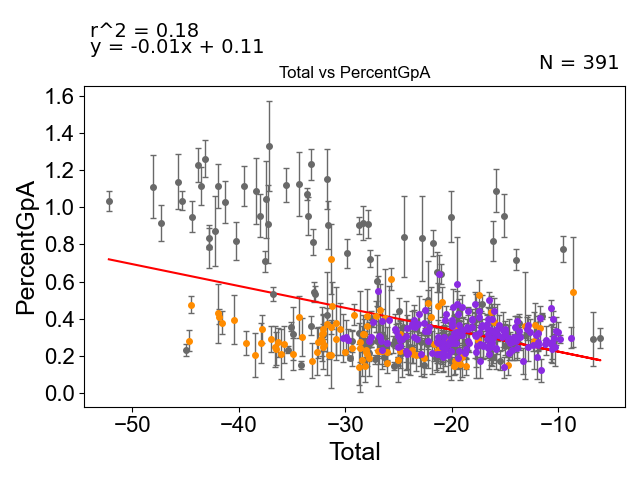 r^2 = 0.18
y = -0.01x + 0.11
N = 391
Total vs PercentGpA
PercentGpA
1.6
1.4
1.2
1.0
0.8
0.6
0.4
0.2
0.0
−50
−40
−30
−20
−10
Total